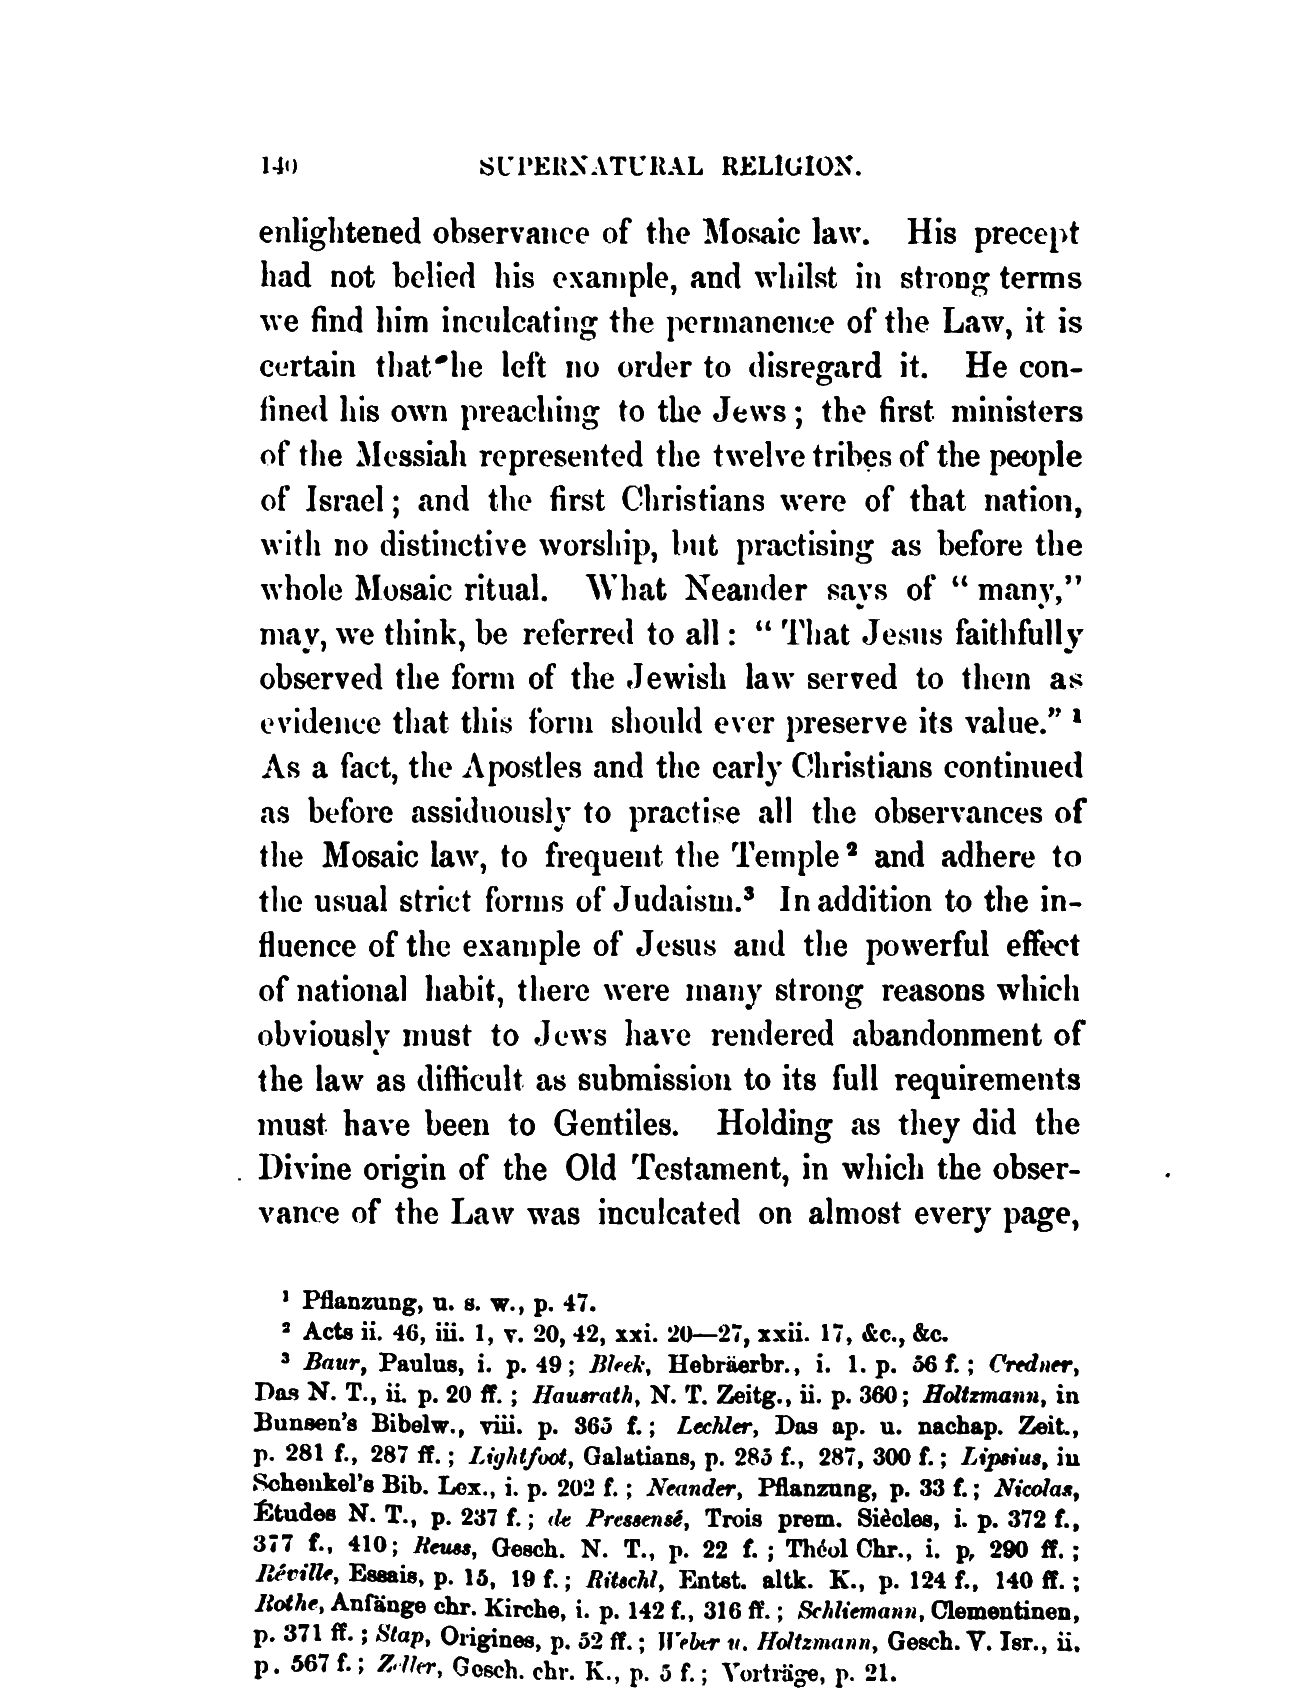 140 SUPERNATURAL RELIGION.
enlightened observance of the Mosaic law. His precept
had not belied his example, and whilst in strong terms
we find him inculcating the permanence of the Law, it is
certain that he left no order to disregard it. He con-
fined his own preaching to the Jews; the first ministers
of the Messiah represented the twelve tribes of the people
of Israel; and the first Christians were of that nation,
with no distinctive worship, but practising as before the
whole Mosaic ritual. What Neander says of "many,"
may, we think, be referred to all: "That Jesus faithfully
observed the form of the Jewish law served to them as
evidence that this form should ever preserve its value." ¹
As a fact, the Apostles and the early Christians continued
as before assiduously to practise all the observances of
the Mosaic law, to frequent the Temple ² and adhere to
the usual strict forms of Judaism.³ In addition to the in-
fluence of the example of Jesus and the powerful effect
of national habit, there were many strong reasons which
obviously must to Jews have rendered abandonment of
the law as difficult as submission to its full requirements
must have been to Gentiles. Holding as they did the
Divine origin of the Old Testament, in which the obser-
vance of the Law was inculcated on almost every page,
¹ Pflanzung, u. s. w., p. 47.
² Acts ii. 46, iii. 1, v. 20, 42, xxi. 20—27, xxii. 17, &c., &c.
³ Baur, Paulus, i. p. 49; Bleek, Hebräerbr., i. 1. p. 56 f.; Credner,
Das N. T., ii. p. 20 ff.; Hausrath, N. T. Zeitg., ii. p. 360; Holtzmann, in
Bunsen's Bibelw., viii. p. 365 f.; Lechler, Das ap. u. nachap. Zeit.,
p. 281 f., 287 ff.; Lightfoot, Galatians, p. 285 f., 287, 300 f.; Lipsius, in
Schenkel's Bib. Lex., i. p. 202 f.; Neander, Pflanzung, p. 33 f.; Nicolas,
Études N. T., p. 237 f.; de Pressensé, Trois prem. Siècles, i. p. 372 f.,
377 f., 410; Reuss, Gesch. N. T., p. 22 f.; Théol Chr., i. p, 290 ff.;
Réville, Essais, p. 15, 19 f.; Ritschl, Entst. altk. K., p. 124 f., 140 ff.;
Rothe, Anfänge chr. Kirche, i. p. 142 f., 316 ff.; Schliemann, Clementinen,
p. 371 ff.; Stap, Origines, p. 52 ff.; Weber u. Holtzmann, Gesch. V. Isr., ii.
p. 567 f.; Zeller, Gesch. chr. K., p. 5 f.; Vorträge, p. 21.